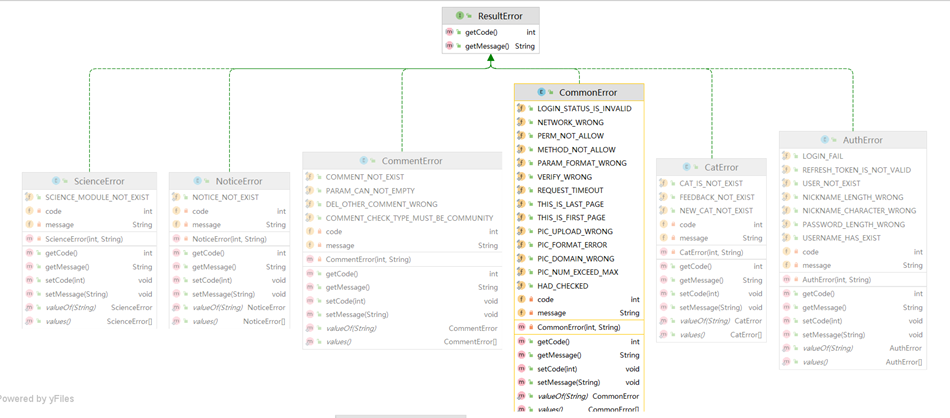 ResultError
getCode() int
getMessage() String
ScienceError
SCIENCE_MODULE_NOT_EXIST
code int
message String
ScienceError(int, String)
getCode() int
getMessage() String
setCode(int) void
setMessage(String) void
valueOf(String) ScienceError
values() ScienceError[]
NoticeError
NOTICE_NOT_EXIST
code int
message String
NoticeError(int, String)
getCode() int
getMessage() String
setCode(int) void
setMessage(String) void
valueOf(String) NoticeError
values() NoticeError[]
CommentError
COMMENT_NOT_EXIST
PARAM_CAN_NOT_EMPTY
DEL_OTHER_COMMENT_WRONG
COMMENT_CHECK_TYPE_MUST_BE_COMMUNITY
code int
message String
CommentError(int, String)
getCode() int
getMessage() String
setCode(int) void
setMessage(String) void
valueOf(String) CommentError
values() CommentError[]
CommonError
LOGIN_STATUS_IS_INVALID
NETWORK_WRONG
PERM_NOT_ALLOW
METHOD_NOT_ALLOW
PARAM_FORMAT_WRONG
VERIFY_WRONG
REQUEST_TIMEOUT
THIS_IS_LAST_PAGE
THIS_IS_FIRST_PAGE
PIC_UPLOAD_WRONG
PIC_FORMAT_ERROR
PIC_DOMAIN_WRONG
PIC_NUM_EXCEED_MAX
HAD_CHECKED
code int
message String
CommonError(int, String)
getCode() int
getMessage() String
setCode(int) void
setMessage(String) void
valueOf(String) CommonError
values() CommonError[]
CatError
CAT_IS_NOT_EXIST
FEEDBACK_NOT_EXIST
NEW_CAT_NOT_EXIST
code int
message String
CatError(int, String)
getCode() int
getMessage() String
setCode(int) void
setMessage(String) void
valueOf(String) CatError
values() CatError[]
AuthError
LOGIN_FAIL
REFRESH_TOKEN_IS_NOT_VALID
USER_NOT_EXIST
NICKNAME_LENGTH_WRONG
NICKNAME_CHARACTER_WRONG
PASSWORD_LENGTH_WRONG
USERNAME_HAS_EXIST
code int
message String
AuthError(int, String)
getCode() int
getMessage() String
setCode(int) void
setMessage(String) void
valueOf(String) AuthError
values() AuthError[]
Powered by yFiles